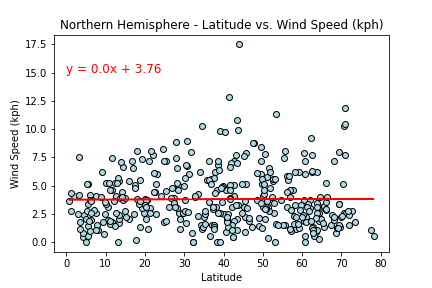 Northern Hemisphere - Latitude vs. Wind Speed (kph)
17.5
15.0
12.5
10.0
7.5
5.0
2.5
0.0
y = 0.0x + 3.76
Wind Speed (kph)
0 10 20 30 40 50 60 70 80
Latitude